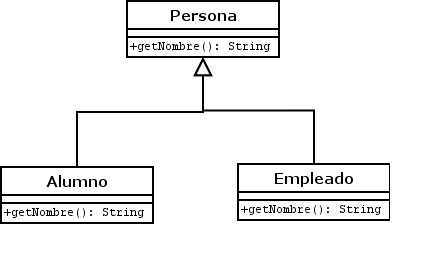 Persona
+getNombre(): String
Alumno
+getNombre(): String
Empleado
+getNombre(): String